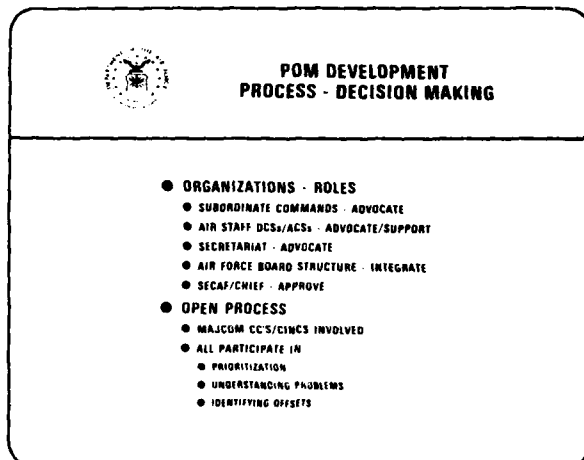 POM DEVELOPMENT
PROCESS - DECISION MAKING
● ORGANIZATIONS - ROLES
● SUBORDINATE COMMANDS - ADVOCATE
● AIR STAFF DCSs/ACSs - ADVOCATE/SUPPORT
● SECRETARIAT - ADVOCATE
● AIR FORCE BOARD STRUCTURE - INTEGRATE
● SECAF/CHIEF - APPROVE
● OPEN PROCESS
● MAJCOM CC'S/CINCS INVOLVED
● ALL PARTICIPATE IN
● PRIORITIZATION
● UNDERSTANDING PROBLEMS
● IDENTIFYING OFFSETS